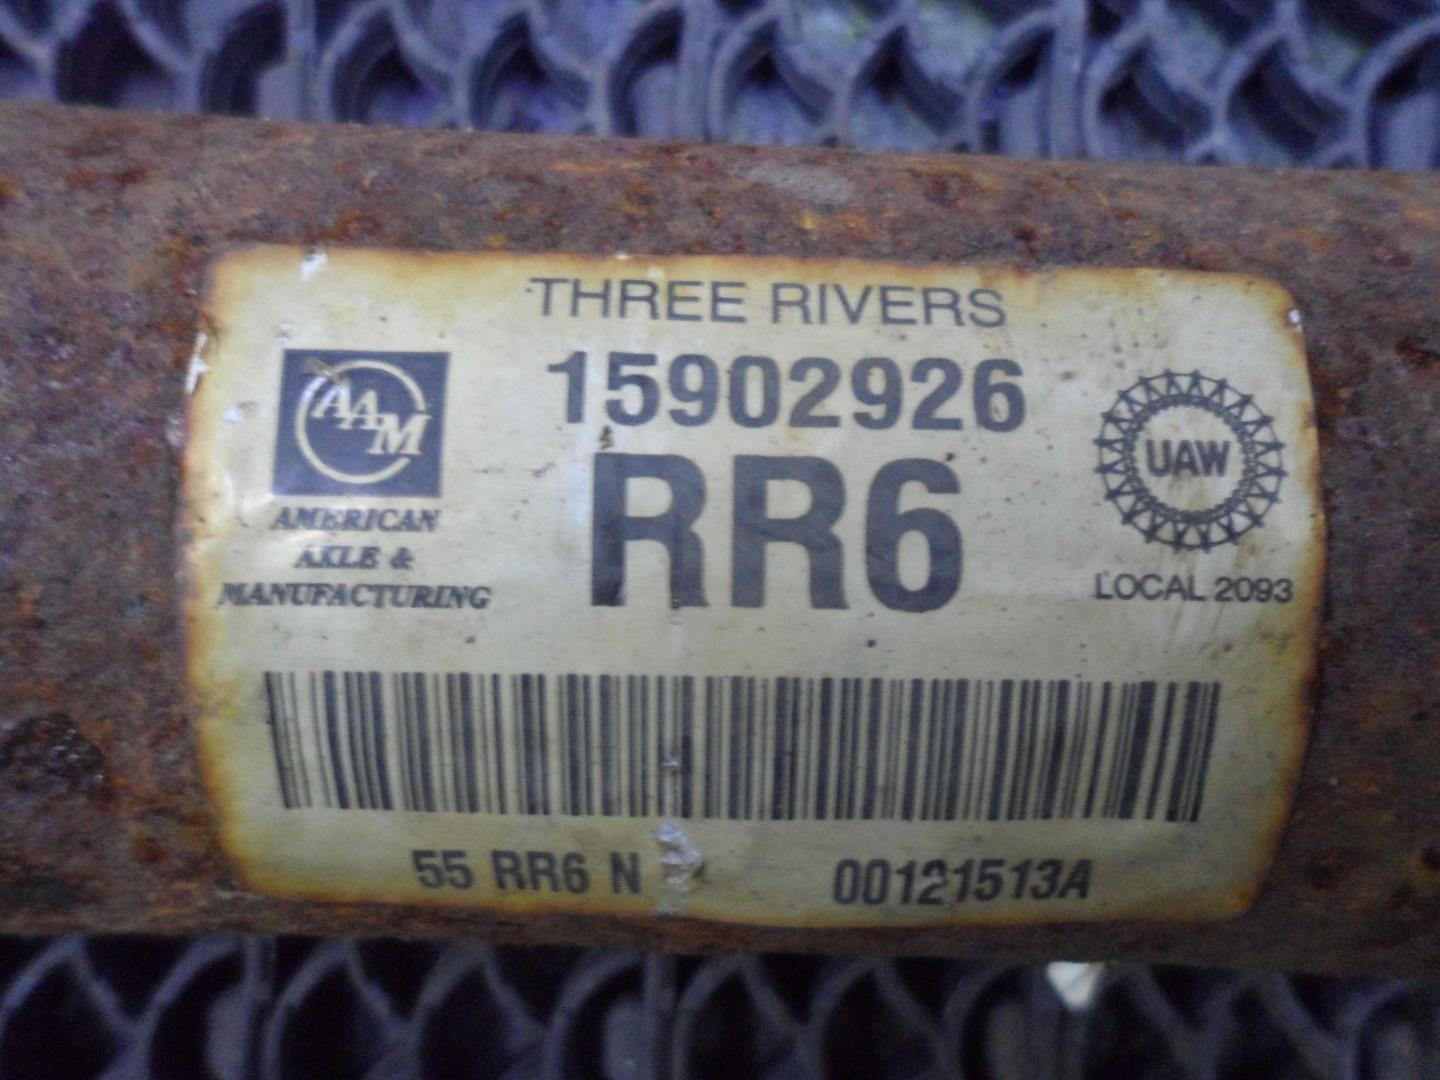 THREE RIVERS
15902926
RR6
AAM
AMERICAN
AXLE &
MANUFACTURING
UAW
LOCAL 2093
55 RR6 N
00121513A